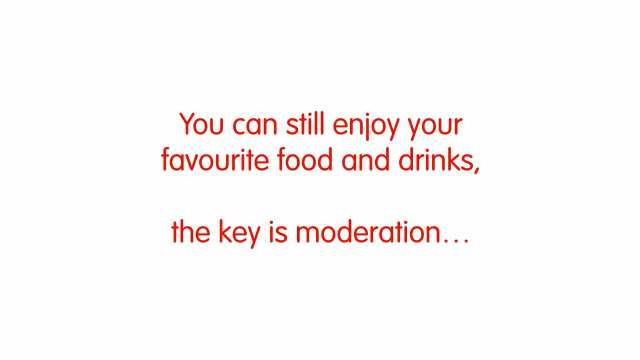 You can still enjoy your
favourite food and drinks,
the key is moderation…